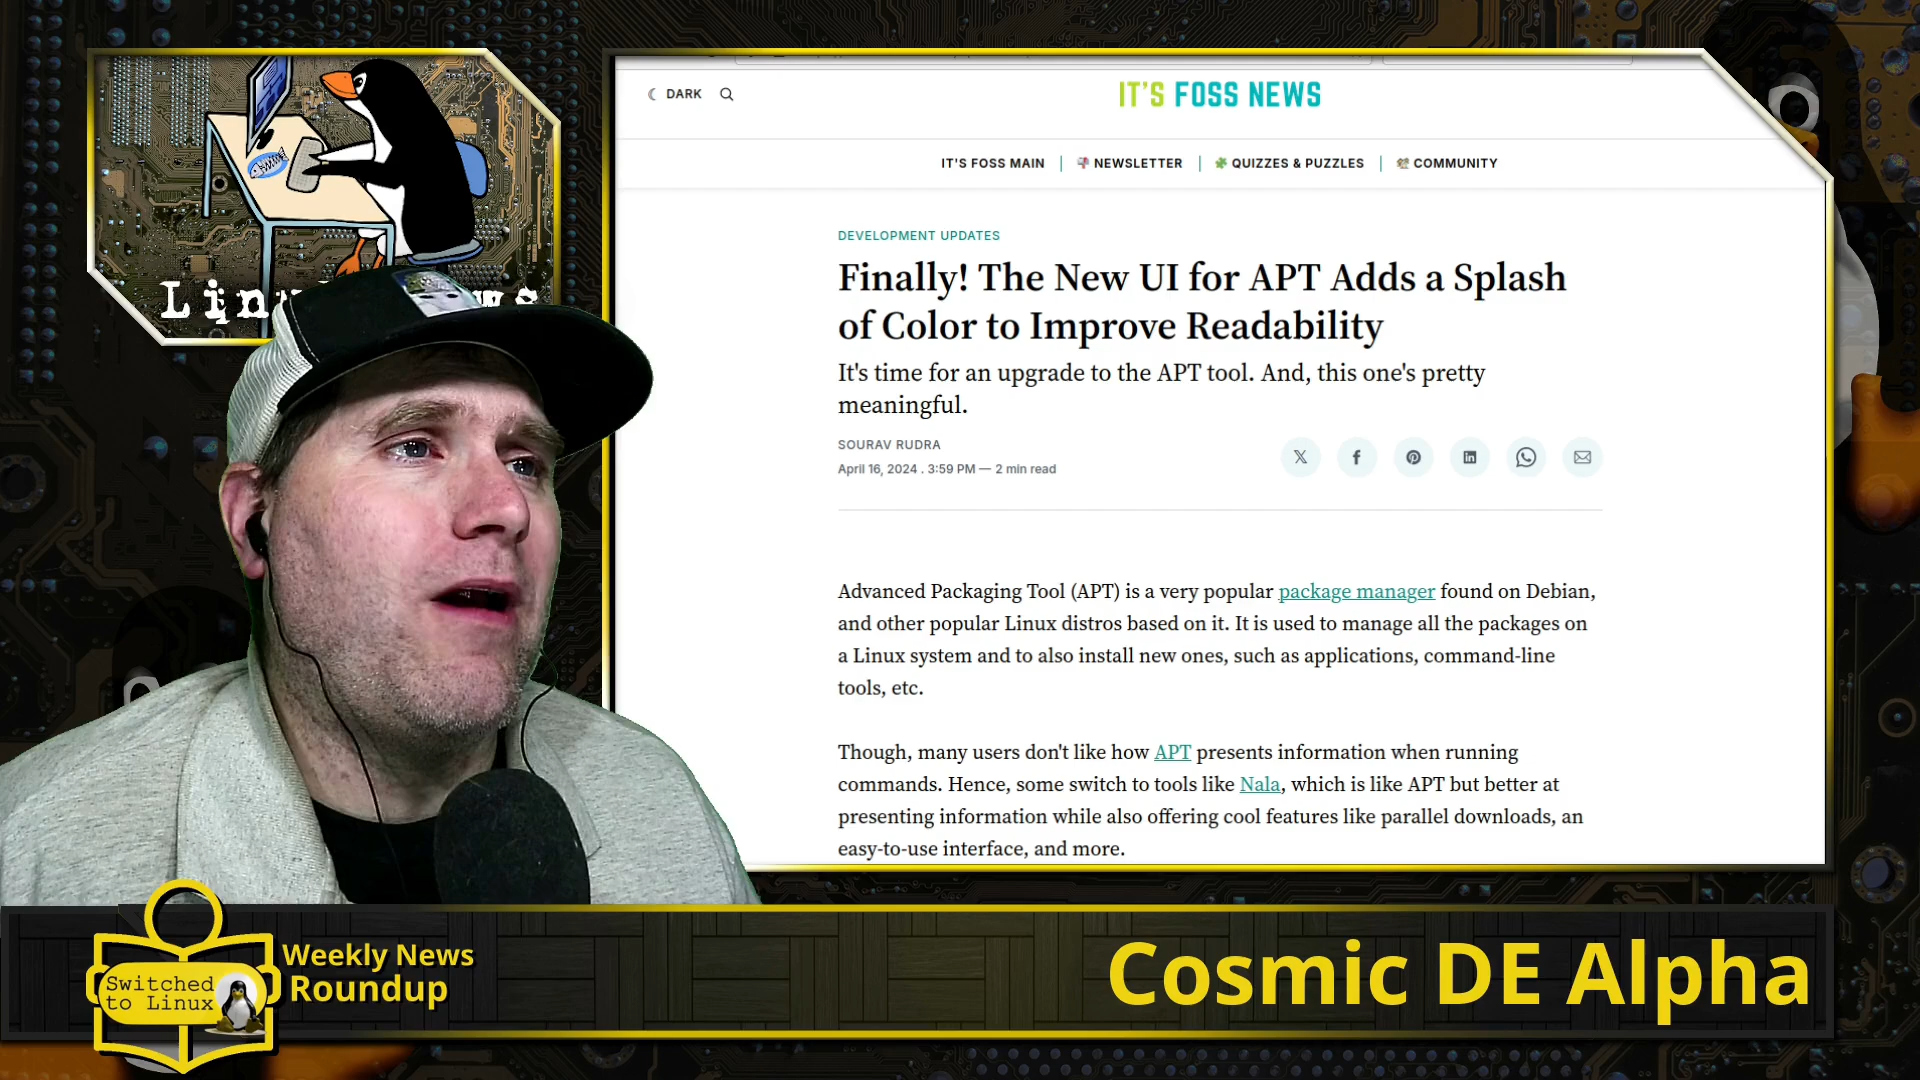 DARK
IT'S FOSS NEWS
IT'S FOSS MAIN
NEWSLETTER
QUIZZES & PUZZLES
COMMUNITY
DEVELOPMENT UPDATES
Finally! The New UI for APT Adds a Splash
of Color to Improve Readability
It's time for an upgrade to the APT tool. And, this one's pretty
meaningful.
SOURAV RUDRA
April 16, 2024 . 3:59 PM — 2 min read
Advanced Packaging Tool (APT) is a very popular package manager found on Debian,
and other popular Linux distros based on it. It is used to manage all the packages on
a Linux system and to also install new ones, such as applications, command-line
tools, etc.
Though, many users don't like how APT presents information when running
commands. Hence, some switch to tools like Nala, which is like APT but better at
presenting information while also offering cool features like parallel downloads, an
easy-to-use interface, and more.
Switched
to Linux
Weekly News
Roundup
Cosmic DE Alpha